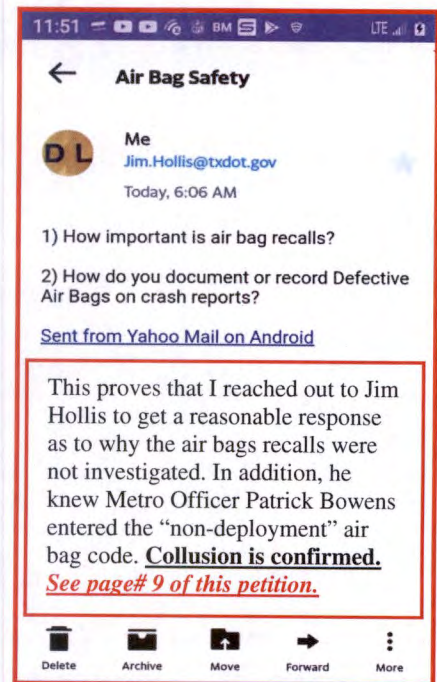 11:51 BM LTE
Air Bag Safety
D L
Me
Jim.Hollis@txdot.gov
Today, 6:06 AM
1) How important is air bag recalls?
2) How do you document or record Defective
Air Bags on crash reports?
Sent from Yahoo Mail on Android
This proves that I reached out to Jim
Hollis to get a reasonable response
as to why the air bags recalls were
not investigated. In addition, he
knew Metro Officer Patrick Bowens
entered the “non-deployment” air
bag code. Collusion is confirmed.
See page# 9 of this petition.
Delete Archive Move Forward More